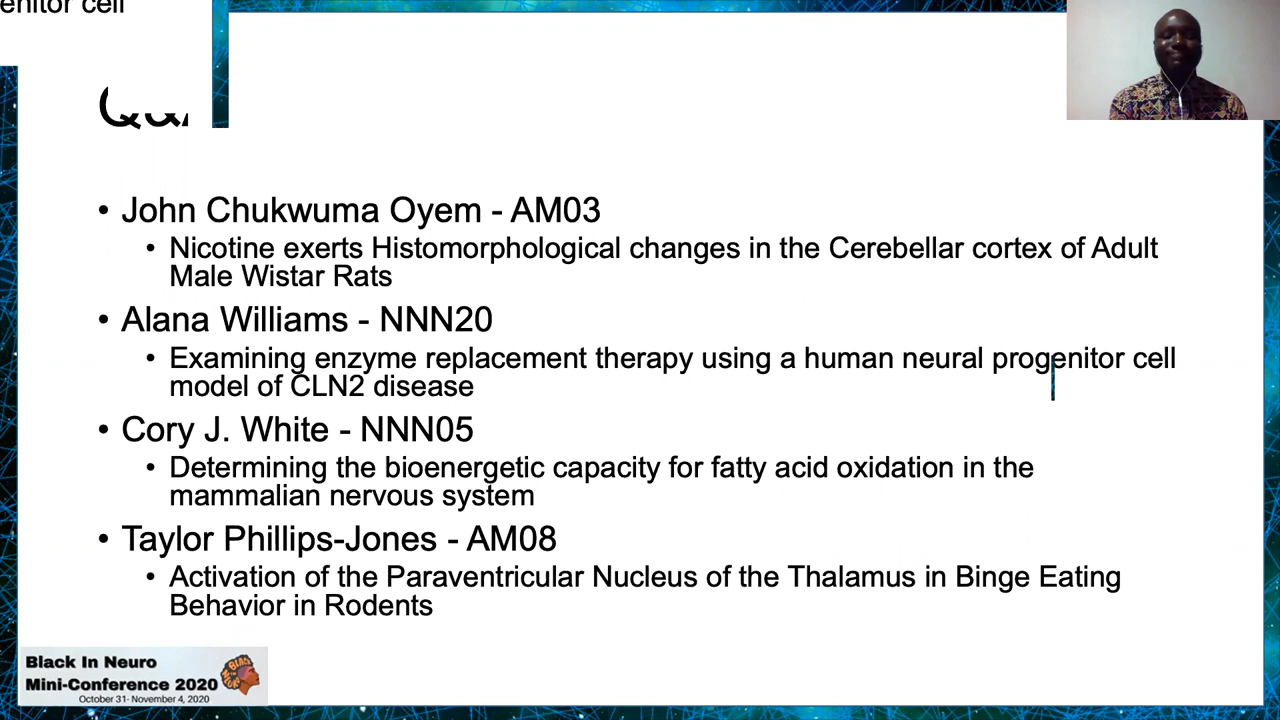 enitor cell
• John Chukwuma Oyem - AM03
• Nicotine exerts Histomorphological changes in the Cerebellar cortex of Adult
Male Wistar Rats
• Alana Williams - NNN20
• Examining enzyme replacement therapy using a human neural progenitor cell
model of CLN2 disease
• Cory J. White - NNN05
• Determining the bioenergetic capacity for fatty acid oxidation in the
mammalian nervous system
• Taylor Phillips-Jones - AM08
• Activation of the Paraventricular Nucleus of the Thalamus in Binge Eating
Behavior in Rodents
Black In Neuro
Mini-Conference 2020
October 31- November 4, 2020